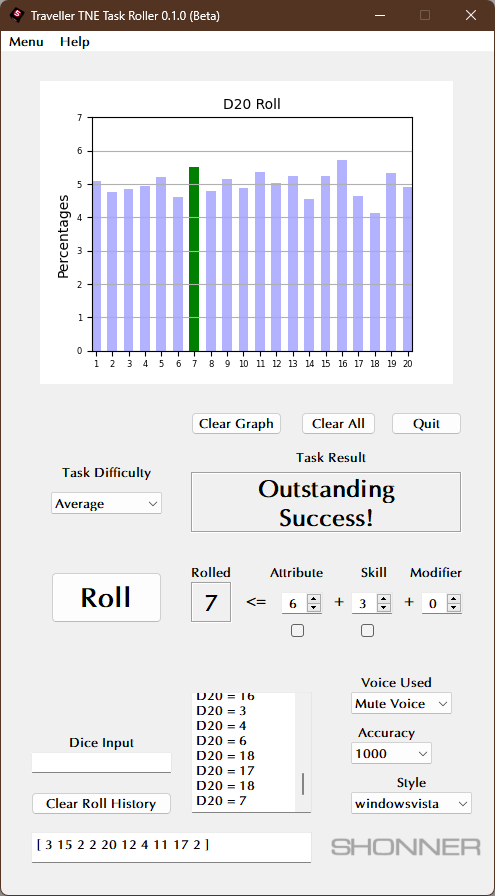 Traveller TNE Task Roller 0.1.0 (Beta)
Menu Help
D20 Roll
7
6
5
4
3
2
1
0
Percentages
1 2 3 4 5 6 7 8 9 10 11 12 13 14 15 16 17 18 19 20
Clear Graph Clear All Quit
Task Difficulty
Average
Task Result
Outstanding
Success!
Roll
Rolled Attribute Skill Modifier
7 <= 6 + 3 + 0
Dice Input
Clear Roll History
D20 = 16
D20 = 3
D20 = 4
D20 = 6
D20 = 18
D20 = 17
D20 = 18
D20 = 7
Voice Used
Mute Voice
Accuracy
1000
Style
windowsvista
[ 3 15 2 2 20 12 4 11 17 2 ]
SHONNER